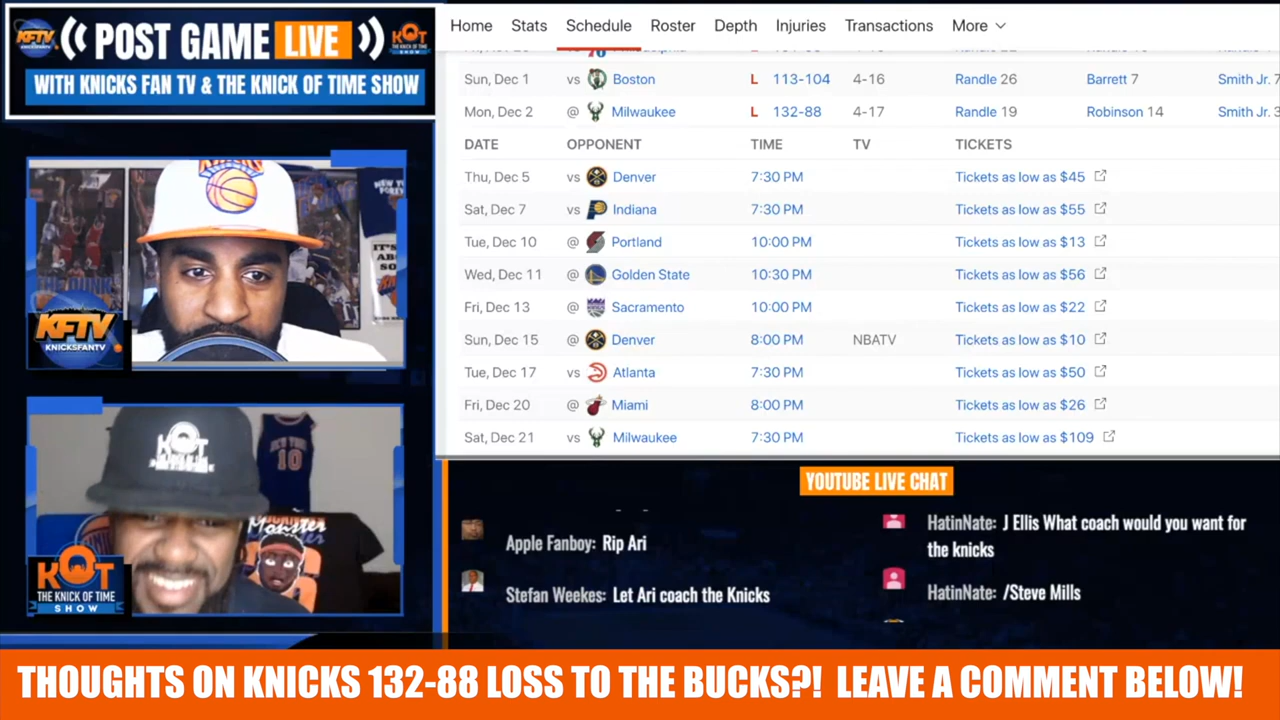 POST GAME LIVE
WITH KNICKS FAN TV & THE KNICK OF TIME SHOW
KFTV
KNICKSFANTV
KOT
THE KNICK OF TIME
SHOW
NEW YORK
10
Monster
Home Stats Schedule Roster Depth Injuries Transactions More
Sun, Dec 1 vs Boston L 113-104 4-16 Randle 26 Barrett 7 Smith Jr. 7
Mon, Dec 2 @ Milwaukee L 132-88 4-17 Randle 19 Robinson 14 Smith Jr. 3
DATE OPPONENT TIME TV TICKETS
Thu, Dec 5 vs Denver 7:30 PM Tickets as low as $45
Sat, Dec 7 vs Indiana 7:30 PM Tickets as low as $55
Tue, Dec 10 @ Portland 10:00 PM Tickets as low as $13
Wed, Dec 11 @ Golden State 10:30 PM Tickets as low as $56
Fri, Dec 13 @ Sacramento 10:00 PM Tickets as low as $22
Sun, Dec 15 @ Denver 8:00 PM NBATV Tickets as low as $10
Tue, Dec 17 vs Atlanta 7:30 PM Tickets as low as $50
Fri, Dec 20 @ Miami 8:00 PM Tickets as low as $26
Sat, Dec 21 vs Milwaukee 7:30 PM Tickets as low as $109
YOUTUBE LIVE CHAT
Apple Fanboy: Rip Ari
Stefan Weekes: Let Ari coach the Knicks
HatinNate: J Ellis What coach would you want for
the knicks
HatinNate: /Steve Mills
THOUGHTS ON KNICKS 132-88 LOSS TO THE BUCKS?! LEAVE A COMMENT BELOW!